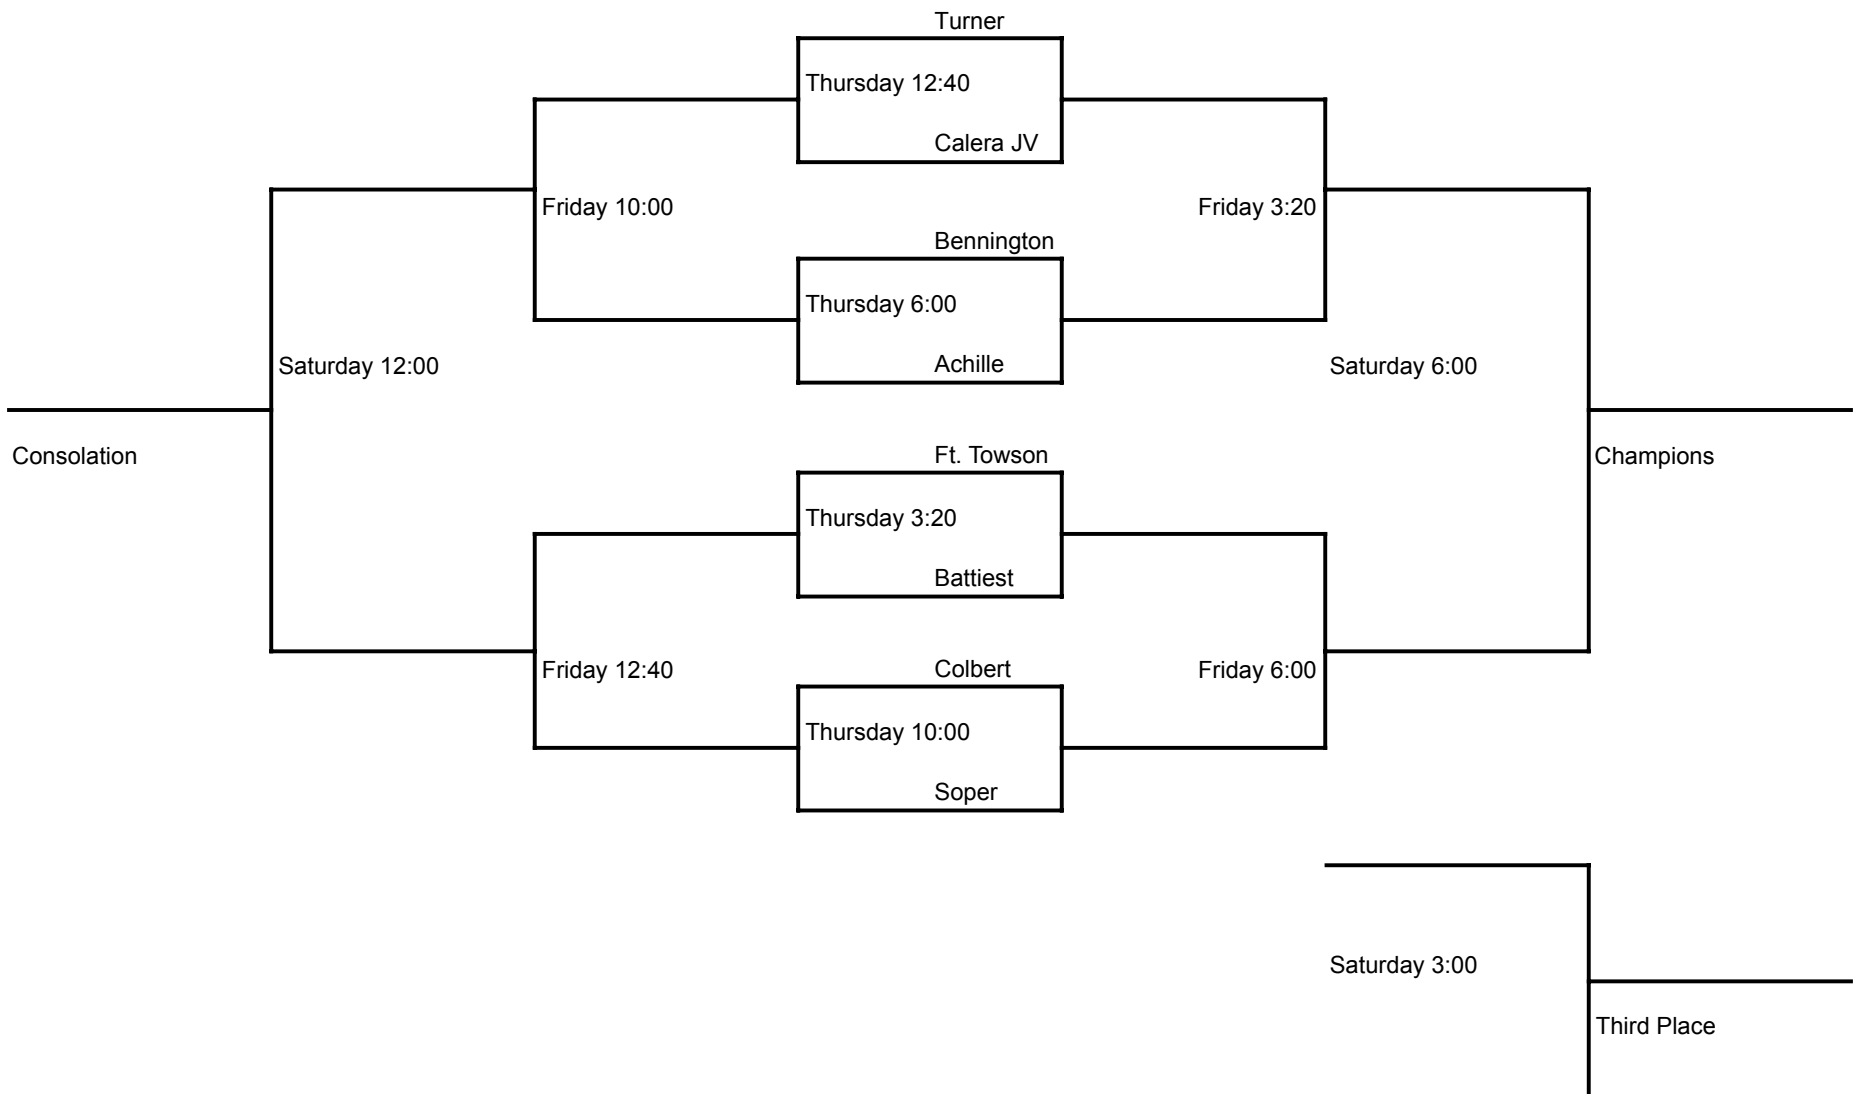 Turner
Thursday 12:40
Calera JV
Friday 10:00
Friday 3:20
Bennington
Thursday 6:00
Achille
Saturday 12:00
Saturday 6:00
Consolation
Ft. Towson
Champions
Thursday 3:20
Battiest
Friday 12:40
Colbert
Friday 6:00
Thursday 10:00
Soper
Saturday 3:00
Third Place